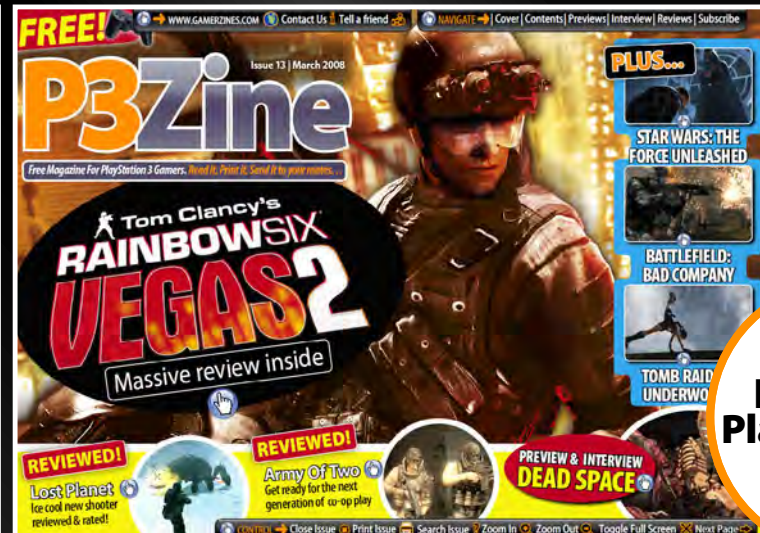 FREE!
WWW.GAMERZINES.COM Contact Us Tell a friend NAVIGATE |Cover|Contents|Previews|Interview|Reviews|Subscribe
P3Zine
Issue 13 | March 2008
Free Magazine For PlayStation 3 Gamers. Read it, Print it, Send it to your mates…
Tom Clancy's
RAINBOWSIX
VEGAS2
Massive review inside
PLUS...
STAR WARS: THE
FORCE UNLEASHED
BATTLEFIELD:
BAD COMPANY
TOMB RAID
UNDERWO
Pla
REVIEWED!
Lost Planet
Ice cool new shooter
reviewed & rated!
REVIEWED!
Army Of Two
Get ready for the next
generation of co-op play
PREVIEW & INTERVIEW
DEAD SPACE
CONTROL Close Issue Print Issue Search Issue Zoom In Zoom Out Toggle Full Screen Next Page